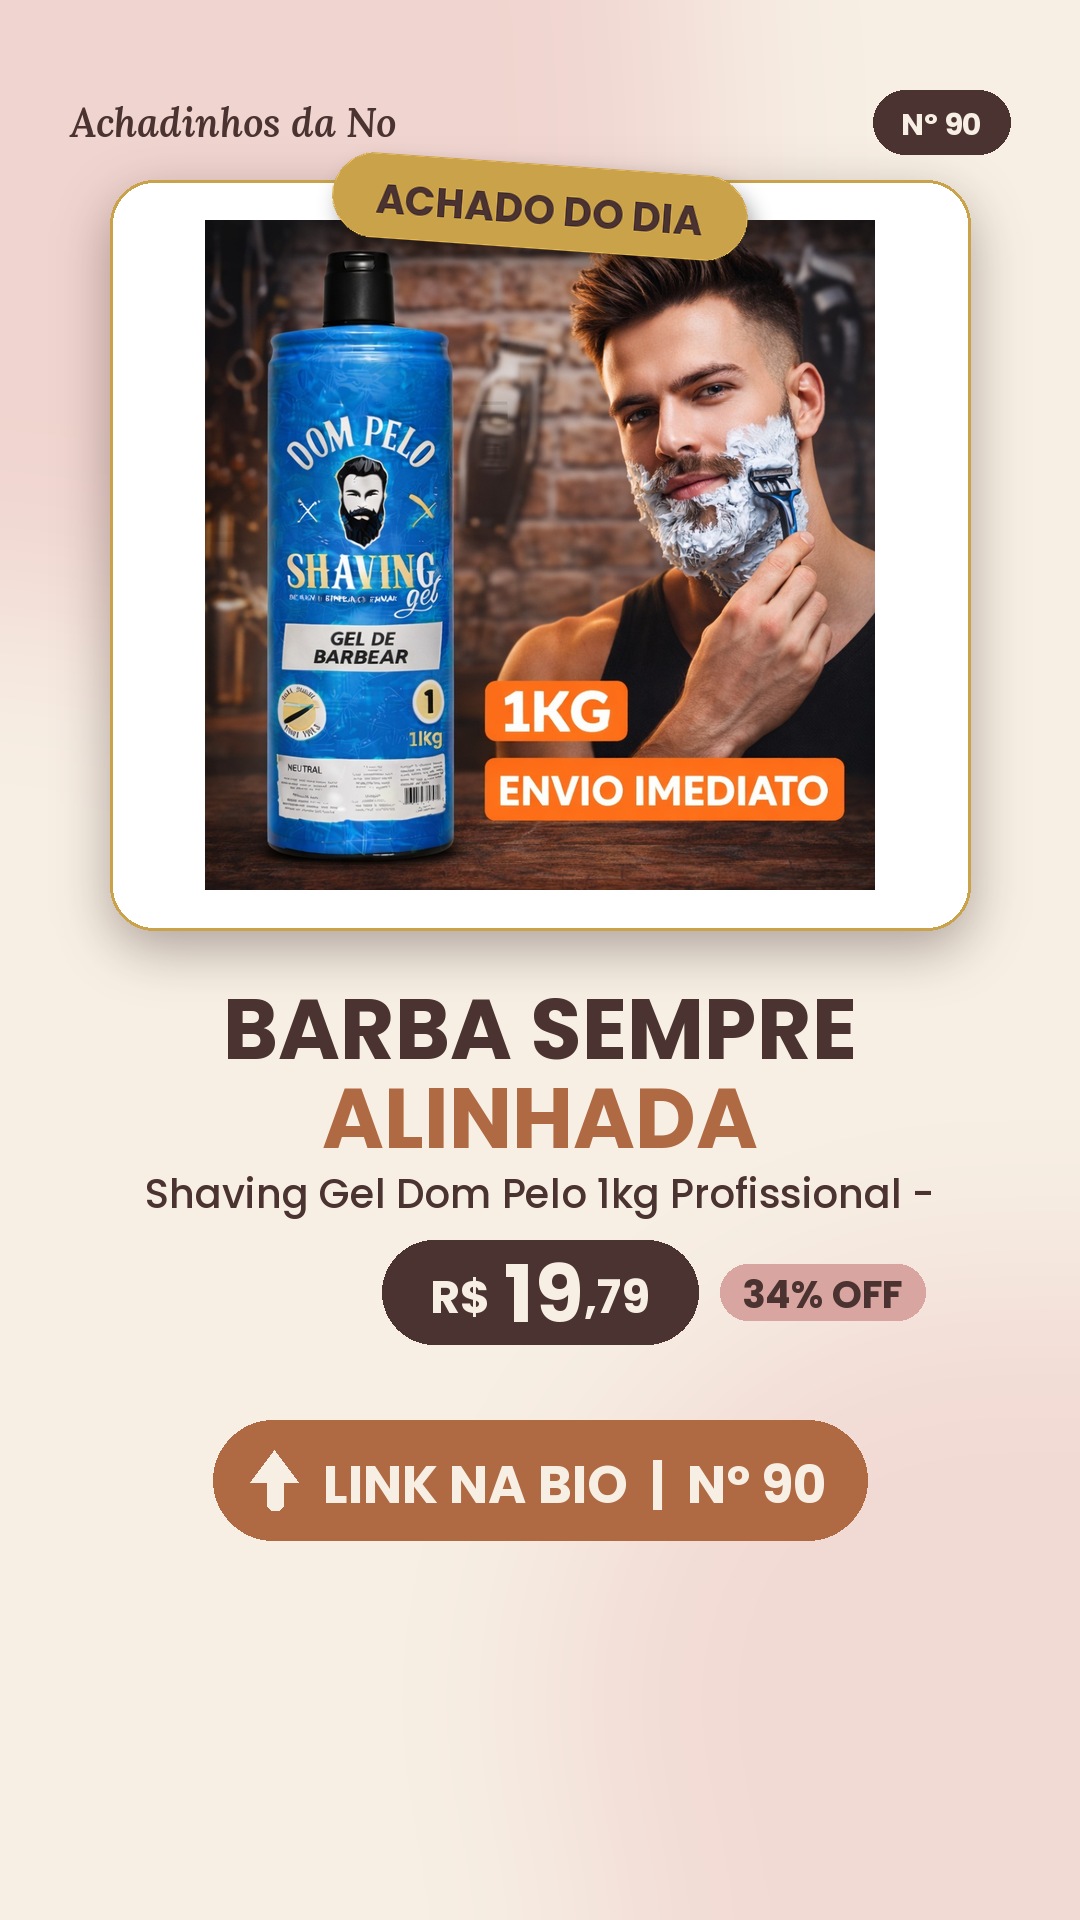 Achadinhos da No
Nº 90
ACHADO DO DIA
DOM PELO
SHAVING
gel
GEL DE
BARBEAR
1
1kg
NEUTRAL
1KG
ENVIO IMEDIATO
BARBA SEMPRE
ALINHADA
Shaving Gel Dom Pelo 1kg Profissional -
R$ 19,79
34% OFF
LINK NA BIO | Nº 90